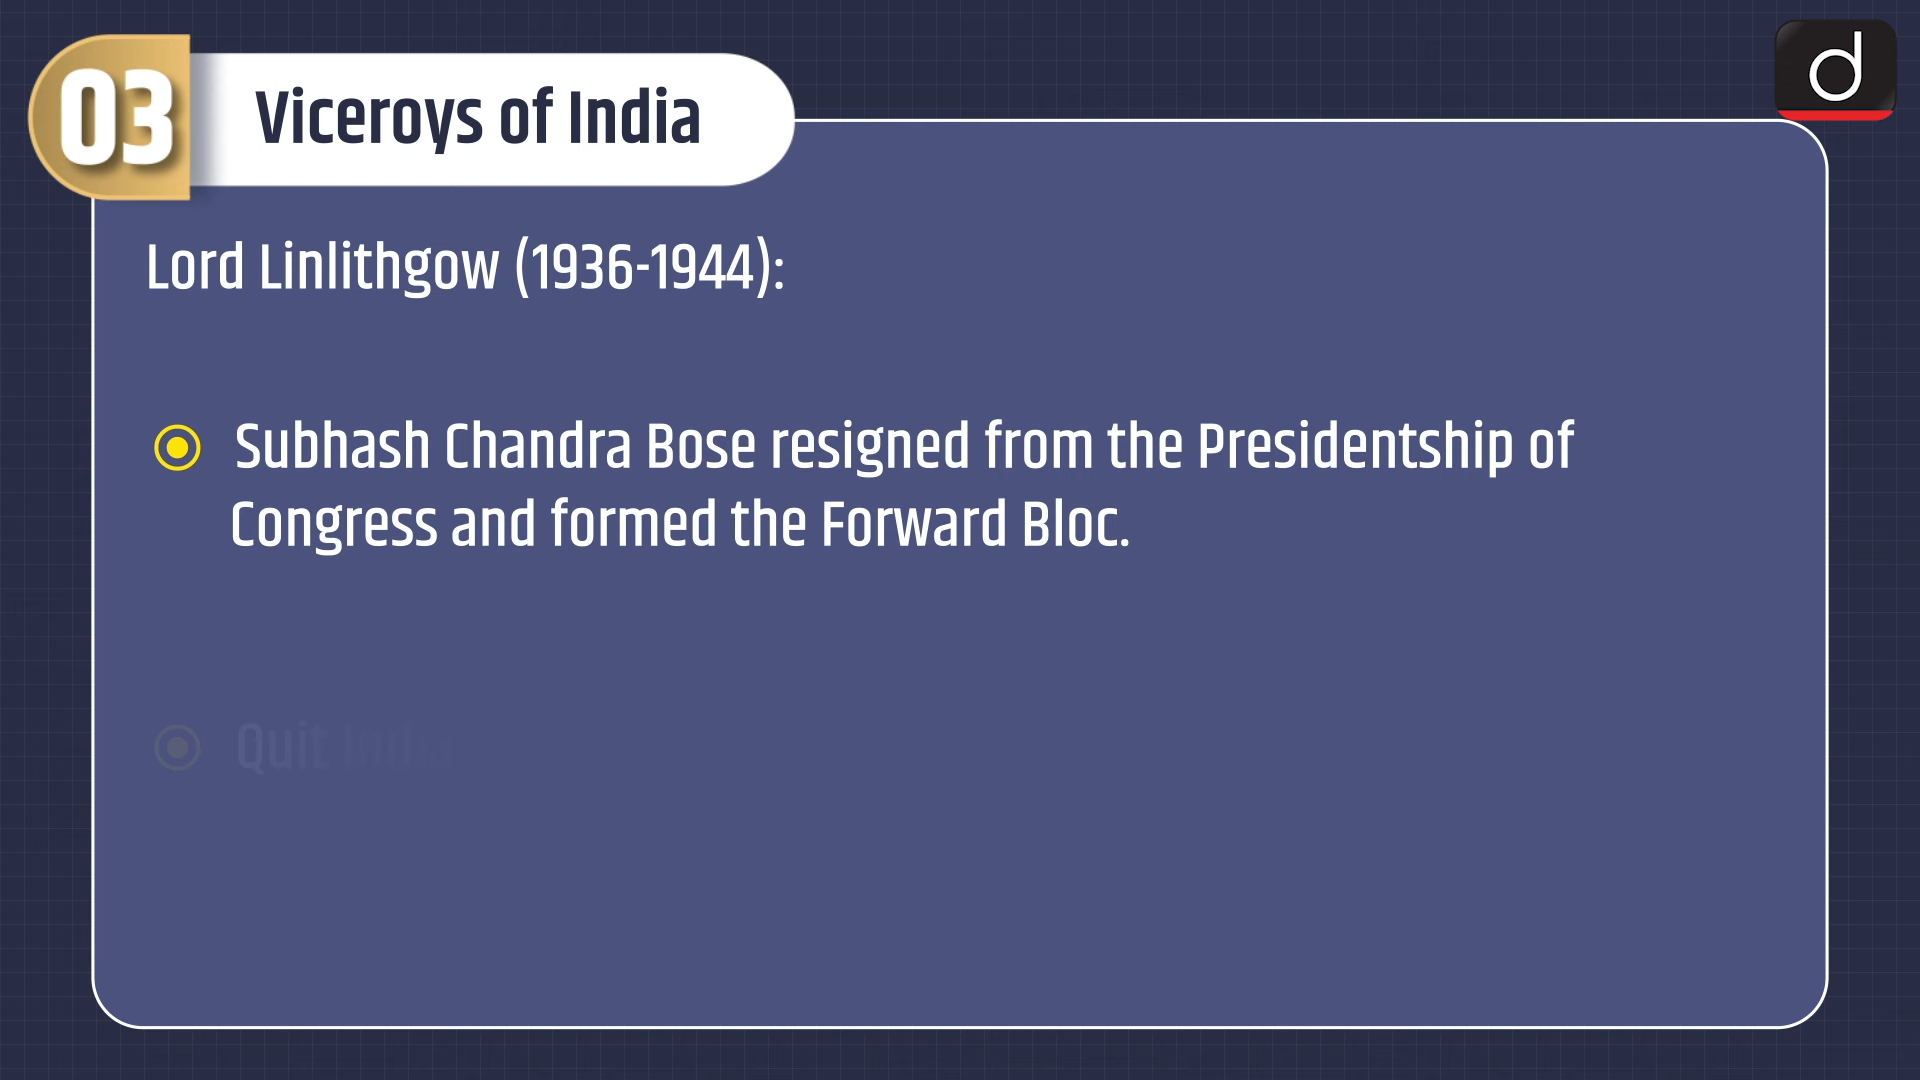 03
Viceroys of India
d
Lord Linlithgow (1936-1944):
Subhash Chandra Bose resigned from the Presidentship of
Congress and formed the Forward Bloc.
Quit India